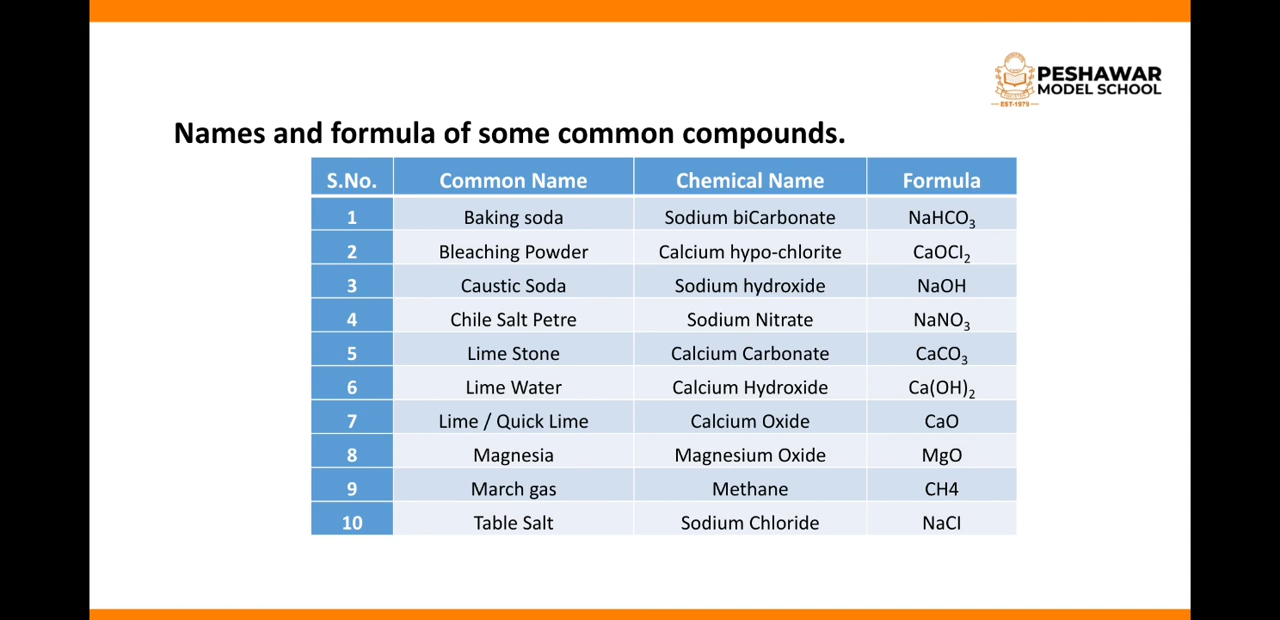 PESHAWAR
MODEL SCHOOL
EST-1979
Names and formula of some common compounds.
S.No. Common Name Chemical Name Formula
1 Baking soda Sodium biCarbonate NaHCO₃
2 Bleaching Powder Calcium hypo-chlorite CaOCl₂
3 Caustic Soda Sodium hydroxide NaOH
4 Chile Salt Petre Sodium Nitrate NaNO₃
5 Lime Stone Calcium Carbonate CaCO₃
6 Lime Water Calcium Hydroxide Ca(OH)₂
7 Lime / Quick Lime Calcium Oxide CaO
8 Magnesia Magnesium Oxide MgO
9 March gas Methane CH4
10 Table Salt Sodium Chloride NaCl